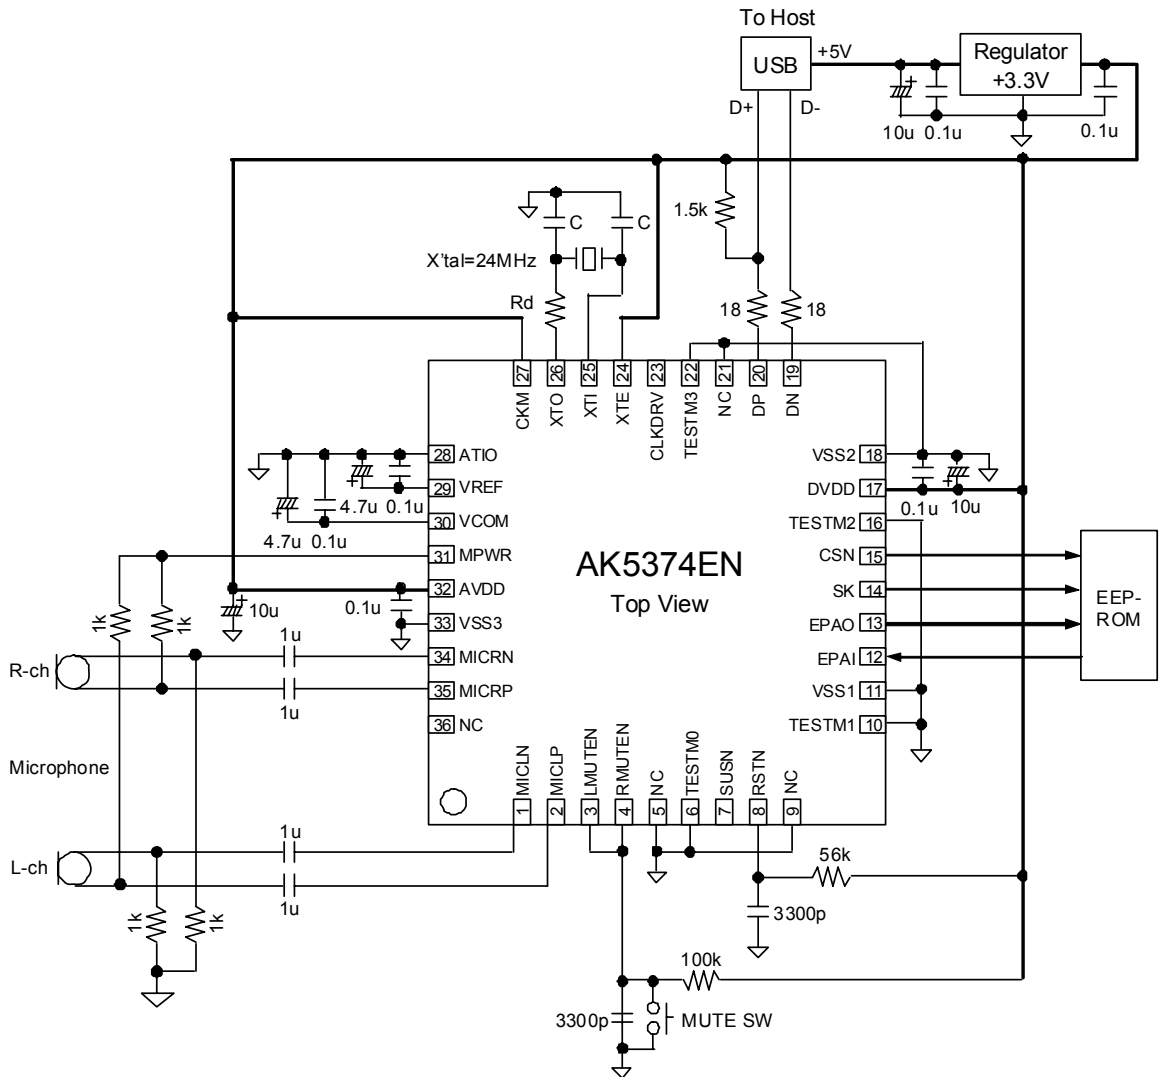 To Host
USB
+5V
Regulator
+3.3V
D+
D-
10u
0.1u
0.1u
1.5k
C
C
X'tal=24MHz
Rd
18
18
27
26
25
24
23
22
21
20
19
CKM
XTO
XTI
XTE
CLKDRV
TESTM3
NC
DP
DN
28 ATIO
29 VREF
30 VCOM
31 MPWR
32 AVDD
33 VSS3
34 MICRN
35 MICRP
36 NC
4.7u
0.1u
4.7u
0.1u
10u
0.1u
VSS2 18
DVDD 17
TESTM2 16
CSN 15
SK 14
EPAO 13
EPAI 12
VSS1 11
TESTM1 10
0.1u
10u
AK5374EN
Top View
EEP-
ROM
1k
1k
1u
1u
R-ch
Microphone
L-ch
1u
1u
1k
1k
MICLN
MICLP
LMUTEN
RMUTEN
NC
TESTM0
SUSN
RSTN
NC
1
2
3
4
5
6
7
8
9
56k
3300p
100k
3300p
MUTE SW